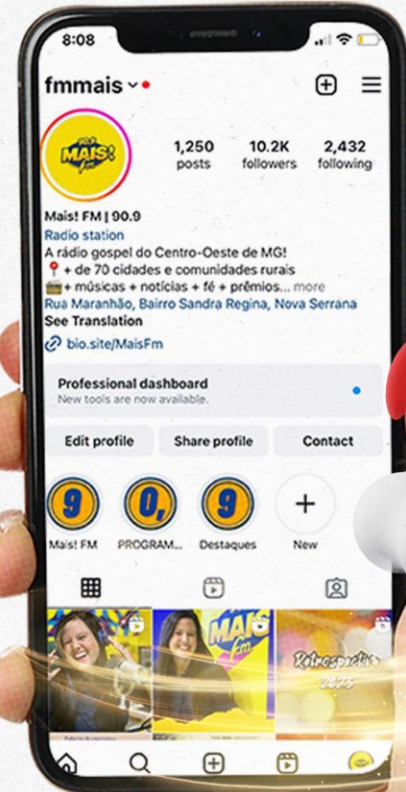 8:08
fmmais
90.9
MAIS!
fm
1,250 10.2K 2,432
posts followers following
Mais! FM | 90.9
Radio station
A rádio gospel do Centro-Oeste de MG!
+ de 70 cidades e comunidades rurais
+ músicas + notícias + fé + prêmios... more
Rua Maranhão, Bairro Sandra Regina, Nova Serrana
See Translation
bio.site/MaisFm
Professional dashboard
New tools are now available.
Edit profile Share profile Contact
9 0, 9 +
Mais! FM PROGRAM... Destaques New
MAIS
fm
Retrospectiva
2023